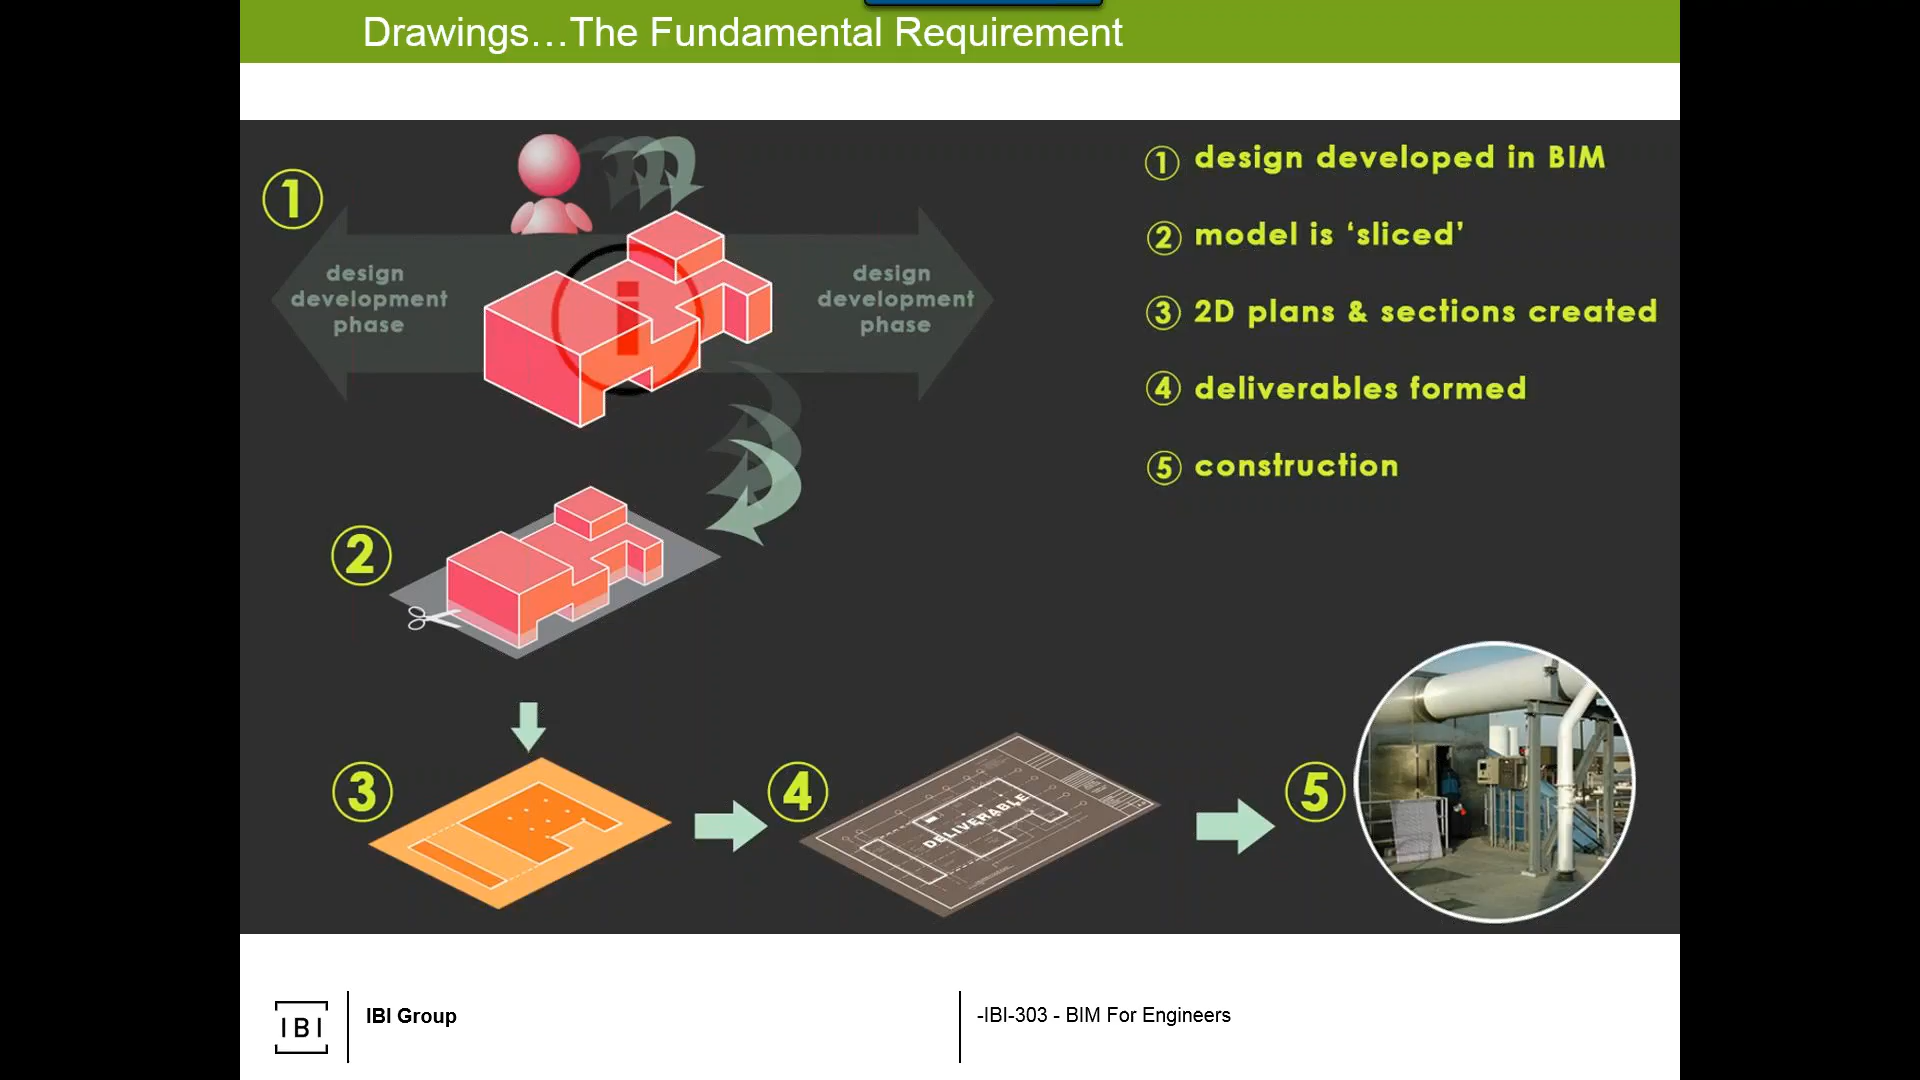 Drawings…The Fundamental Requirement
1
design
development
phase
i
design
development
phase
1 design developed in BIM
2 model is ‘sliced’
3 2D plans & sections created
4 deliverables formed
5 construction
2
3
4
DELIVERABLE
5
IBI
IBI Group
-IBI-303 - BIM For Engineers